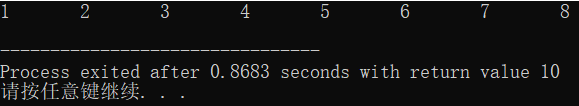 1 2 3 4 5 6 7 8
--------------------------------
Process exited after 0.8683 seconds with return value 10
请按任意键继续. . .